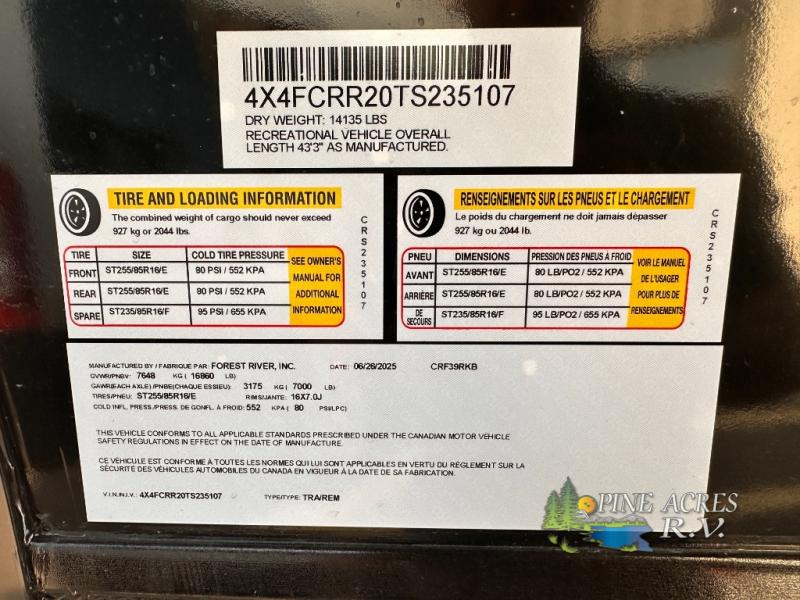 4X4FCRR20TS235107
DRY WEIGHT: 14135 LBS
RECREATIONAL VEHICLE OVERALL
LENGTH 43'3" AS MANUFACTURED.
TIRE AND LOADING INFORMATION
The combined weight of cargo should never exceed
927 kg or 2044 lbs.
TIRE SIZE COLD TIRE PRESSURE
FRONT ST255/85R16/E 80 PSI / 552 KPA
REAR ST255/85R16/E 80 PSI / 552 KPA
SPARE ST235/85R16/F 95 PSI / 655 KPA
SEE OWNER'S
MANUAL FOR
ADDITIONAL
INFORMATION
CRS235107
RENSEIGNEMENTS SUR LES PNEUS ET LE CHARGEMENT
Le poids du chargement ne doit jamais dépasser
927 kg ou 2044 lb.
PNEU DIMENSIONS PRESSION DES PNEUS À FROID
AVANT ST255/85R16/E 80 LB/PO2 / 552 KPA
ARRIÈRE ST255/85R16/E 80 LB/PO2 / 552 KPA
DE SECOURS ST235/85R16/F 95 LB/PO2 / 655 KPA
VOIR LE MANUEL
DE L'USAGER
POUR PLUS DE
RENSEIGNEMENTS
CRS235107
MANUFACTURED BY / FABRIQUE PAR: FOREST RIVER, INC. DATE: 06/26/2025 CRF39RKB
GVWR/PNBV: 7648 KG ( 16860 LB)
GAWR(EACH AXLE)/PNBE(CHAQUE ESSIEU): 3175 KG ( 7000 LB)
TIRES/PNEU: ST255/85R16/E RIMS/JANTE: 16X7.0J
COLD INFL. PRESS./PRESS. DE GONFL. À FROID: 552 KPA ( 80 PSI/LPC)
THIS VEHICLE CONFORMS TO ALL APPLICABLE STANDARDS PRESCRIBED UNDER THE CANADIAN MOTOR VEHICLE
SAFETY REGULATIONS IN EFFECT ON THE DATE OF MANUFACTURE.
CE VÉHICULE EST CONFORME À TOUTES LES NORMES QUI LUI SONT APPLICABLES EN VERTU DU RÈGLEMENT SUR LA
SÉCURITÉ DES VÉHICULES AUTOMOBILES DU CANADA EN VIGUEUR À LA DATE DE SA FABRICATION.
V.I.N./N.I.V.: 4X4FCRR20TS235107 TYPE/TYPE: TRA/REM
PINE ACRES
R.V.